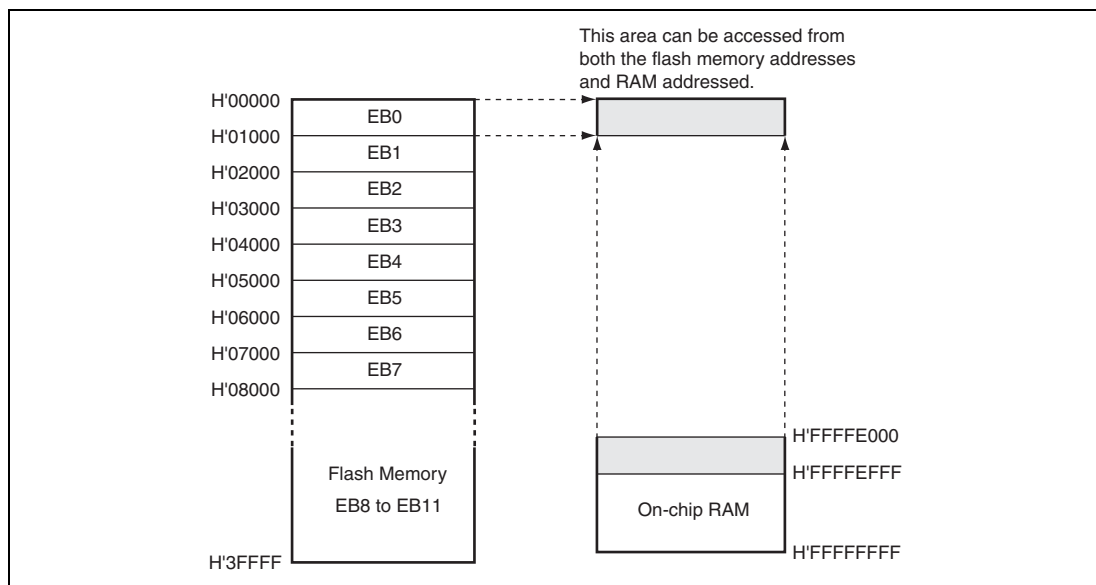 This area can be accessed from
both the flash memory addresses
and RAM addressed.
H'00000
EB0
H'01000
EB1
H'02000
EB2
H'03000
EB3
H'04000
EB4
H'05000
EB5
H'06000
EB6
H'07000
EB7
H'08000
Flash Memory
EB8 to EB11
H'3FFFF
H'FFFFE000
H'FFFFEFFF
On-chip RAM
H'FFFFFFFF